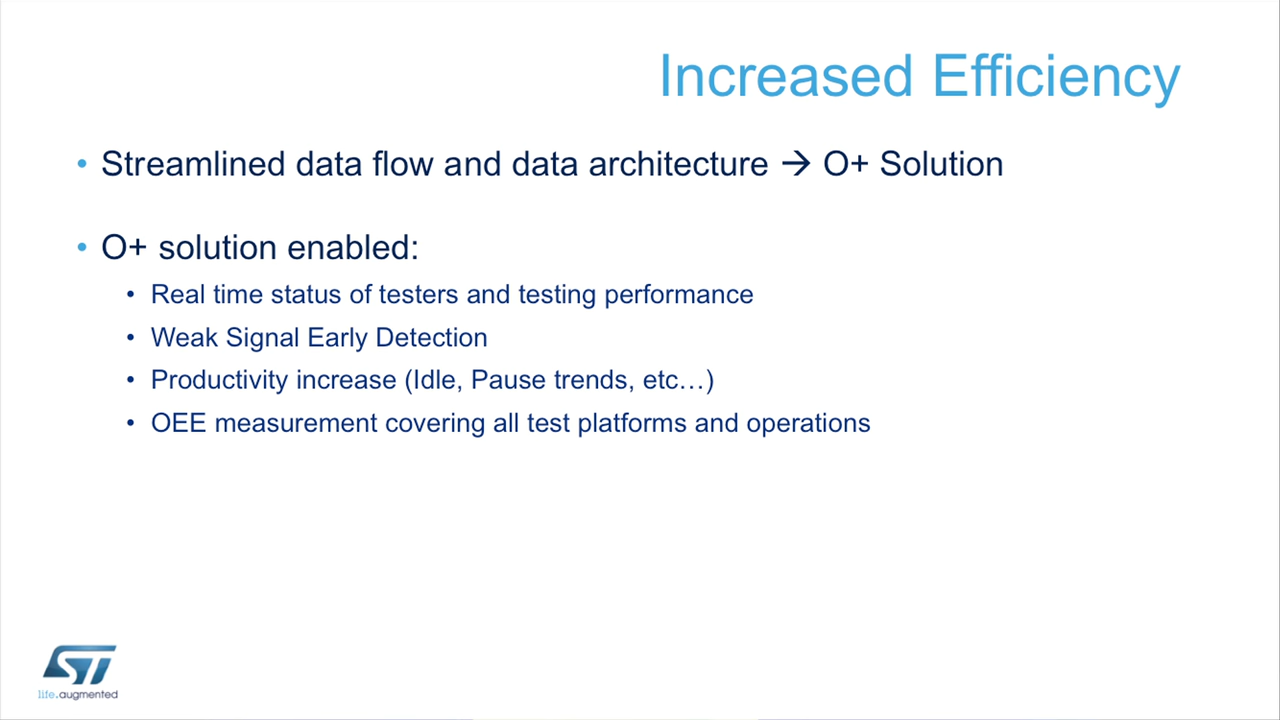 Increased Efficiency
• Streamlined data flow and data architecture → O+ Solution
• O+ solution enabled:
• Real time status of testers and testing performance
• Weak Signal Early Detection
• Productivity increase (Idle, Pause trends, etc…)
• OEE measurement covering all test platforms and operations
ST
life.augmented